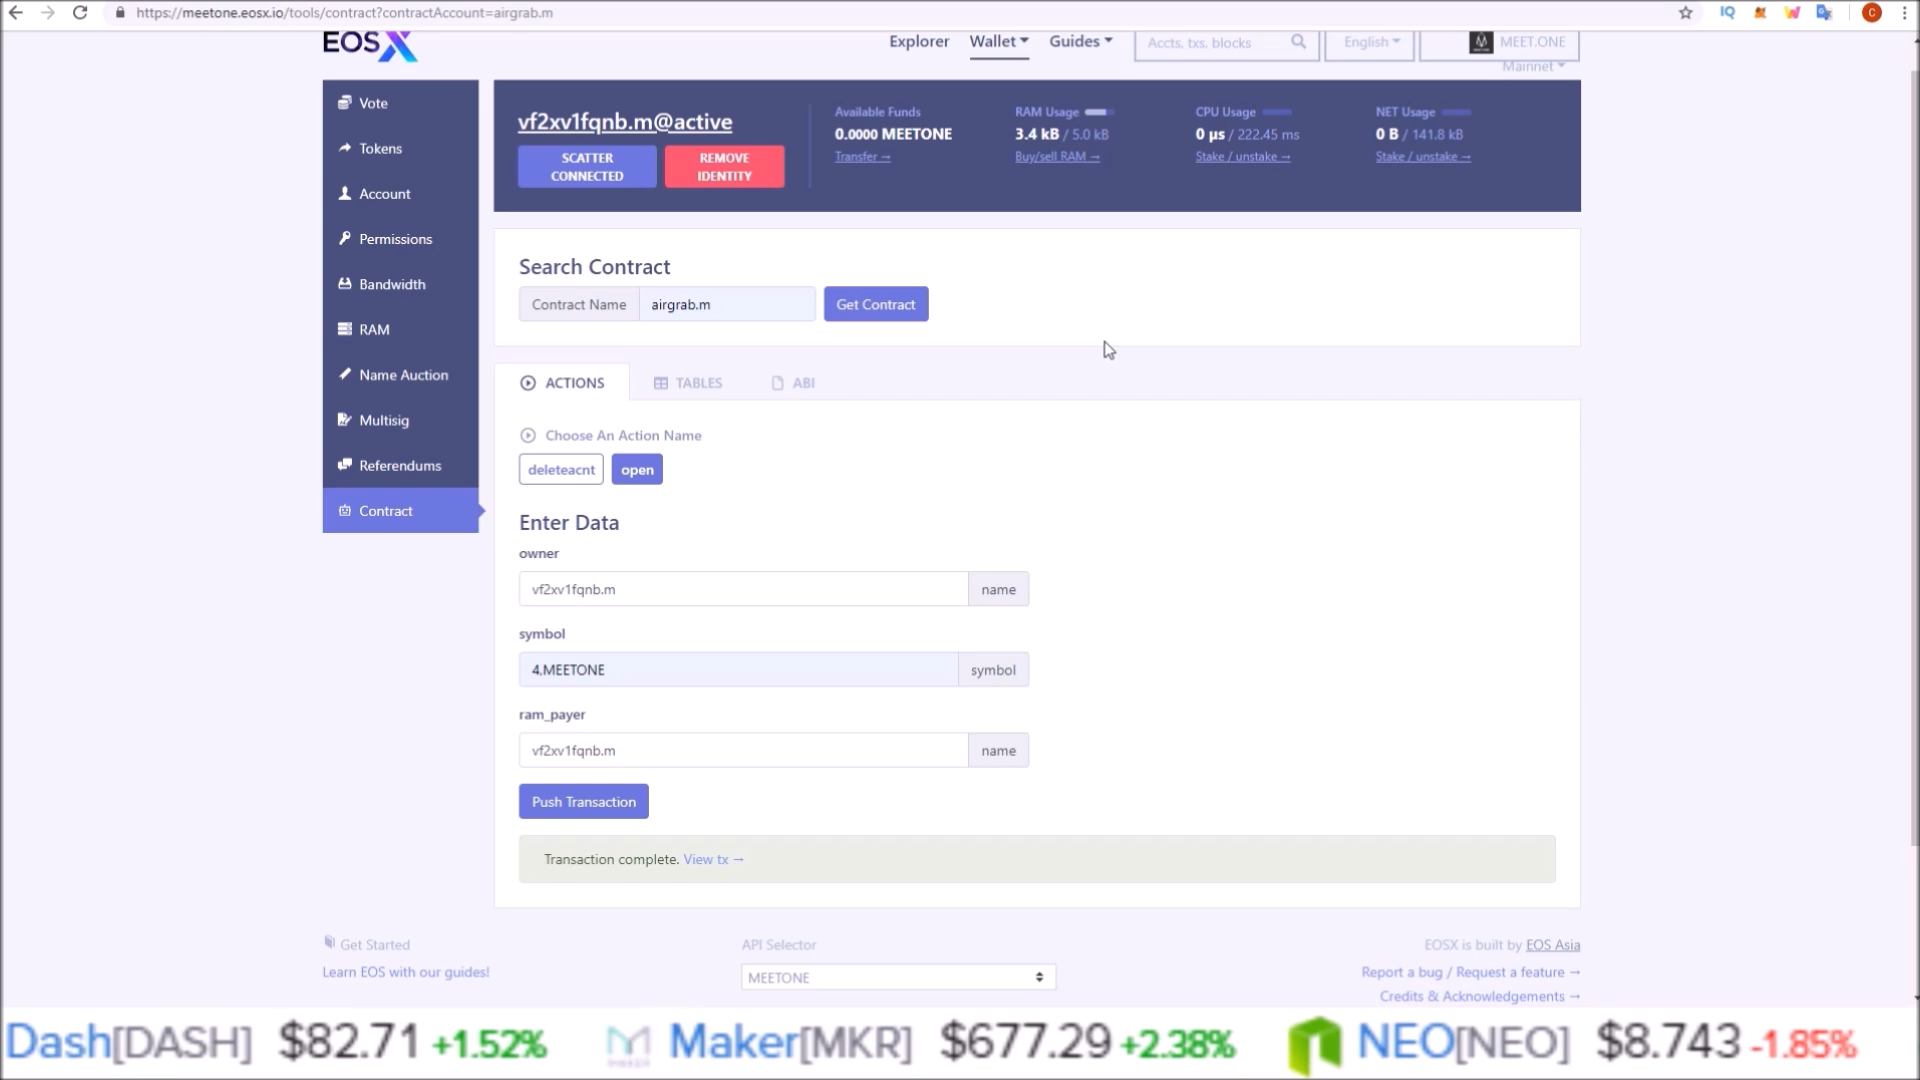 https://meetone.eosx.io/tools/contract?contractAccount=airgrab.m
IQ
C
EOSX
Explorer
Wallet
Guides
Accts, txs, blocks
English
MEET.ONE
Mainnet
Vote
Tokens
Account
Permissions
Bandwidth
RAM
Name Auction
Multisig
Referendums
Contract
vf2xv1fqnb.m@active
SCATTER
CONNECTED
REMOVE
IDENTITY
Available Funds
0.0000 MEETONE
Transfer →
RAM Usage
3.4 kB / 5.0 kB
Buy/sell RAM →
CPU Usage
0 µs / 222.45 ms
Stake / unstake →
NET Usage
0 B / 141.8 kB
Stake / unstake →
Search Contract
Contract Name
airgrab.m
Get Contract
ACTIONS
TABLES
ABI
Choose An Action Name
deleteacnt
open
Enter Data
owner
vf2xv1fqnb.m
name
symbol
4,MEETONE
symbol
ram_payer
vf2xv1fqnb.m
name
Push Transaction
Transaction complete. View tx →
Get Started
Learn EOS with our guides!
API Selector
MEETONE
EOSX is built by EOS Asia
Report a bug / Request a feature →
Credits & Acknowledgements →
Dash[DASH] $82.71 +1.52%
Maker[MKR] $677.29 +2.38%
NEO[NEO] $8.743 -1.85%